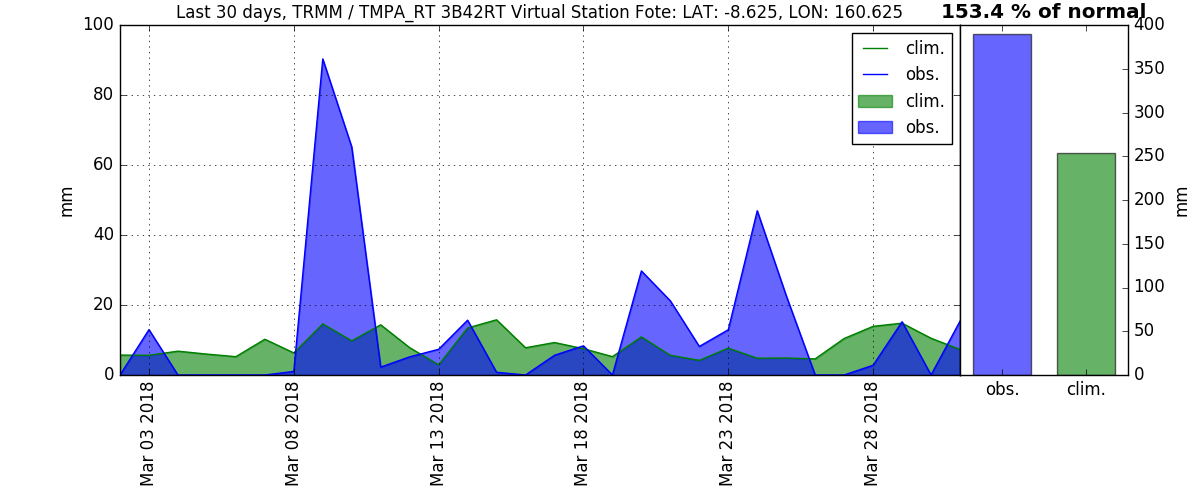 Last 30 days, TRMM / TMPA_RT 3B42RT Virtual Station Fote: LAT: -8.625, LON: 160.625
153.4 % of normal
100
80
60
40
20
0
mm
clim.
obs.
clim.
obs.
400
350
300
250
200
150
100
50
0
mm
Mar 03 2018
Mar 08 2018
Mar 13 2018
Mar 18 2018
Mar 23 2018
Mar 28 2018
obs.
clim.